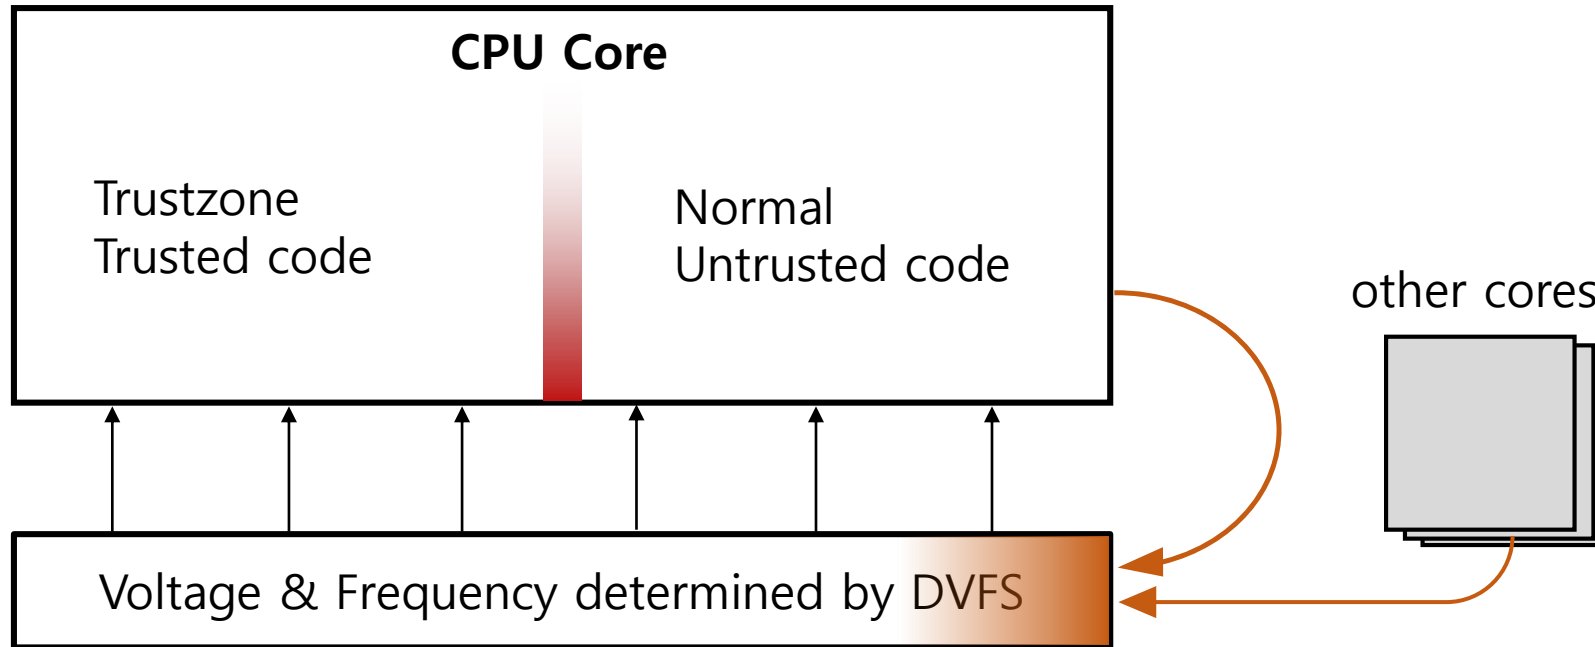 CPU Core
Trustzone
Trusted code
Normal
Untrusted code
other cores
Voltage & Frequency determined by DVFS